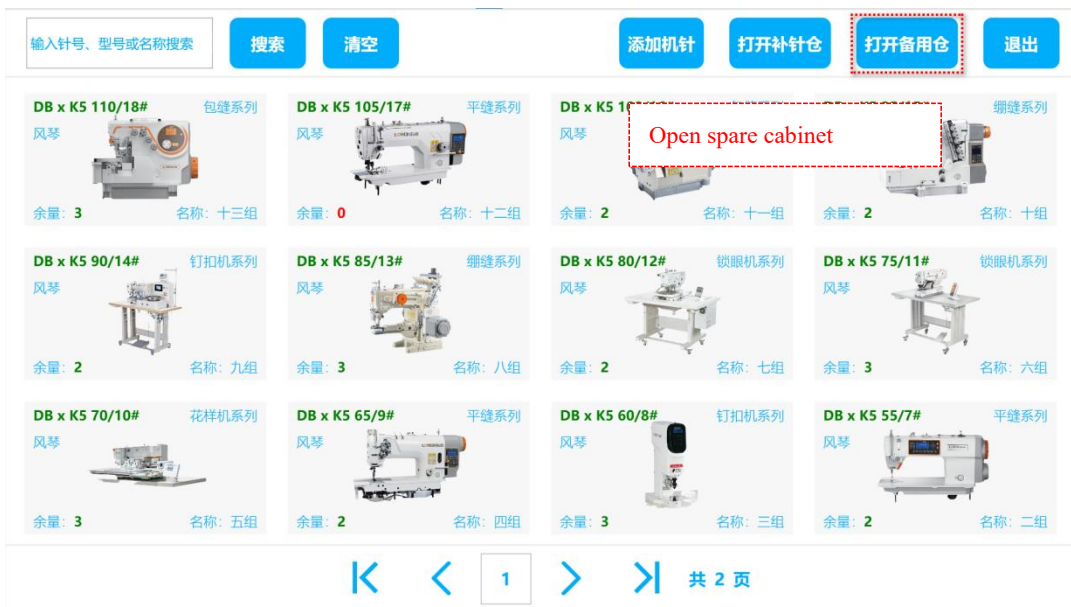 输入针号、型号或名称搜索 搜索 清空 添加机针 打开补针仓 打开备用仓 退出
DB x K5 110/18# 包缝系列
风琴
余量: 3 名称: 十三组
DB x K5 105/17# 平缝系列
风琴
余量: 0 名称: 十二组
DB x K5
风琴
Open spare cabinet
余量: 2 名称: 十一组
绷缝系列
余量: 2 名称: 十组
DB x K5 90/14# 钉扣机系列
风琴
余量: 2 名称: 九组
DB x K5 85/13# 绷缝系列
风琴
余量: 3 名称: 八组
DB x K5 80/12# 锁眼机系列
风琴
余量: 2 名称: 七组
DB x K5 75/11# 锁眼机系列
风琴
余量: 3 名称: 六组
DB x K5 70/10# 花样机系列
风琴
余量: 3 名称: 五组
DB x K5 65/9# 平缝系列
风琴
余量: 2 名称: 四组
DB x K5 60/8# 钉扣机系列
风琴
余量: 3 名称: 三组
DB x K5 55/7# 平缝系列
风琴
余量: 2 名称: 二组
1 共 2 页